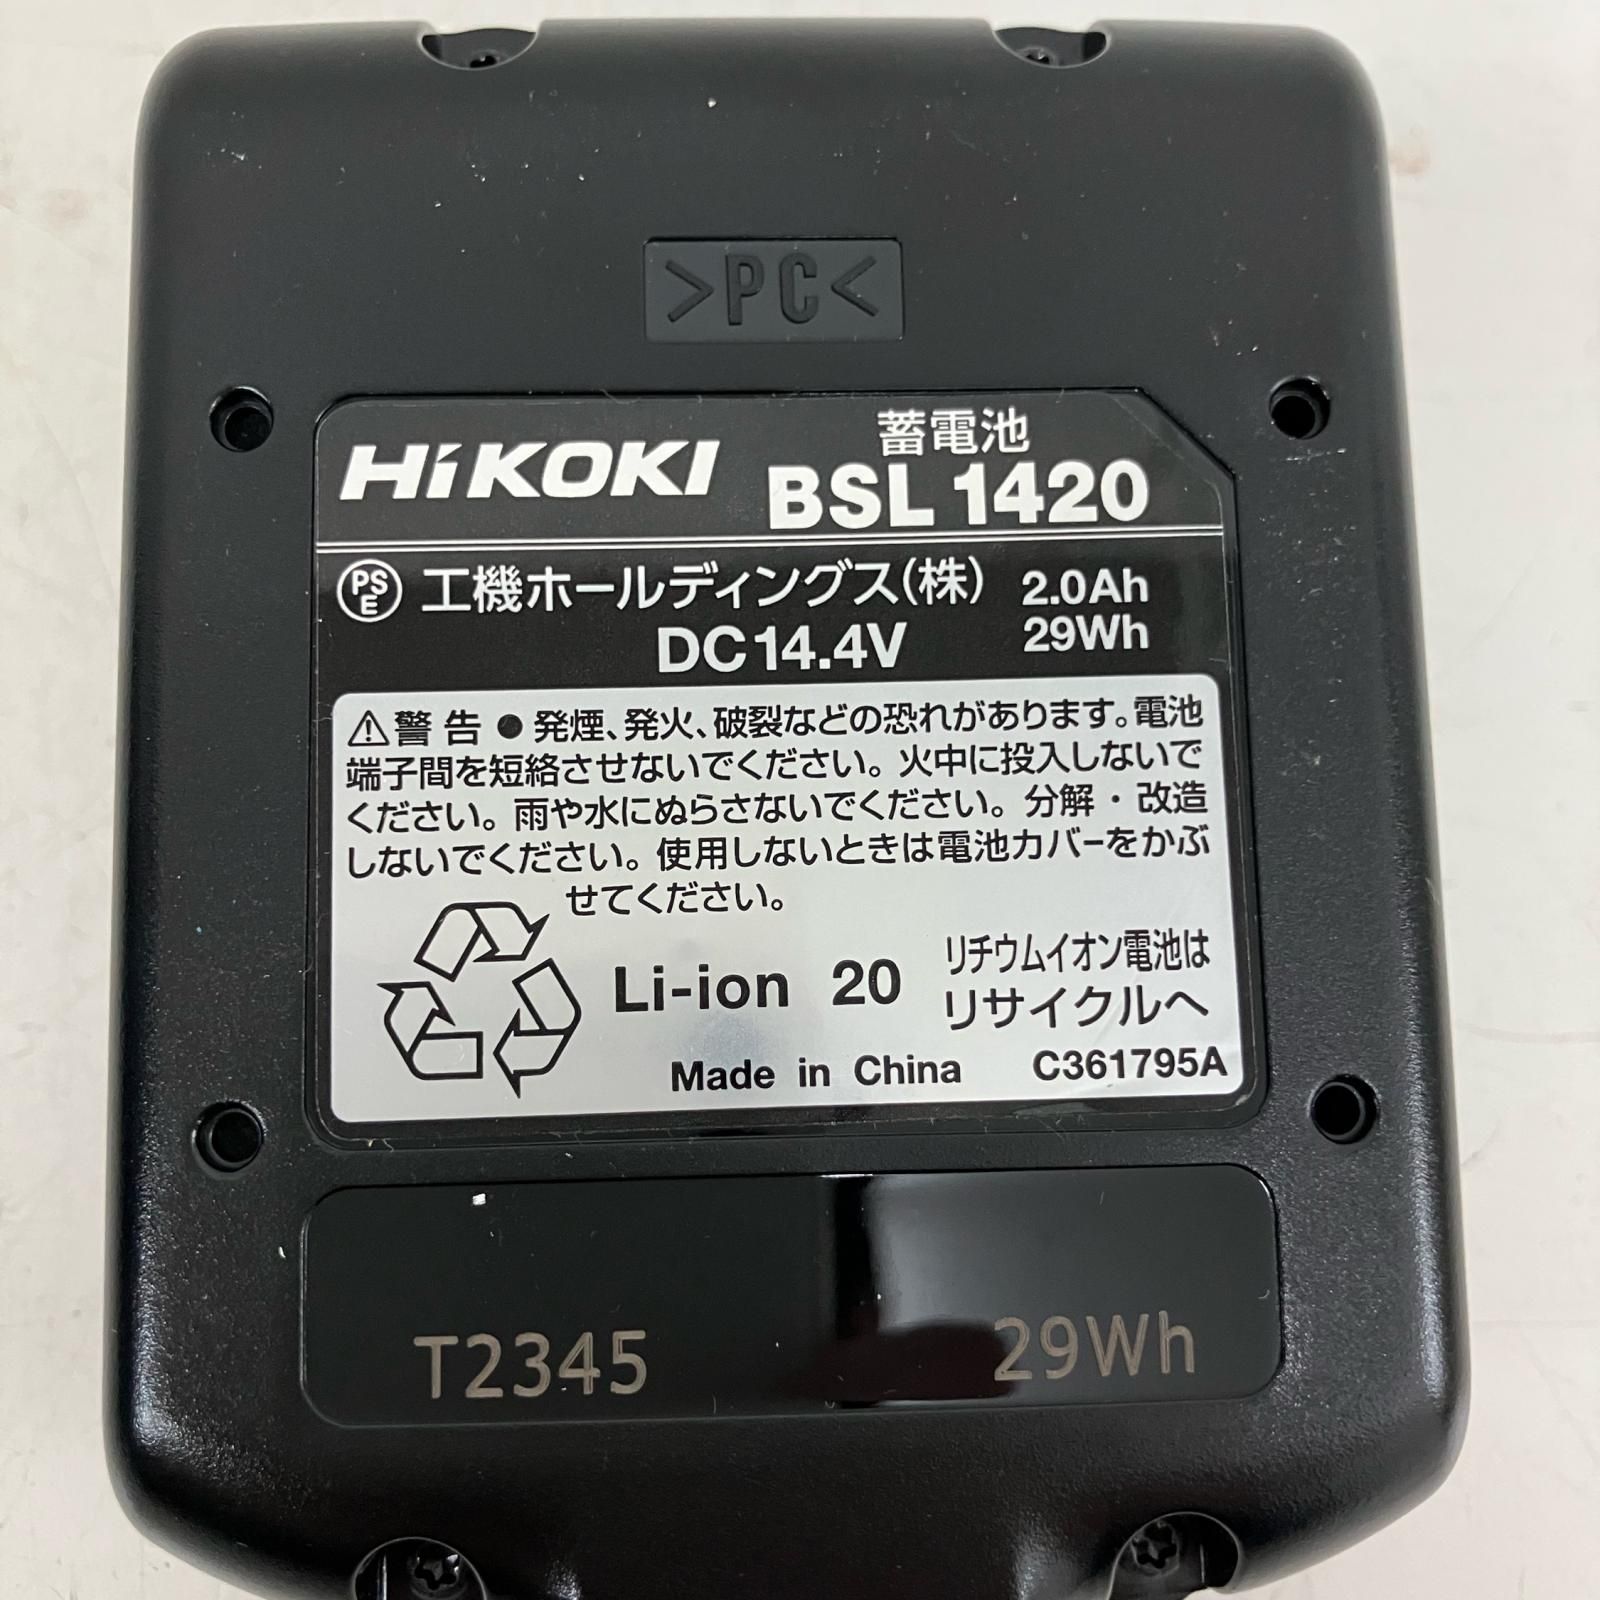 >PC<
HiKOKI
蓄電池
BSL1420
PSE 工機ホールディングス(株) 2.0Ah
DC14.4V 29Wh
⚠警告 ●発煙、発火、破裂などの恐れがあります。電池
端子間を短絡させないでください。火中に投入しないで
ください。雨や水にぬらさないでください。分解・改造
しないでください。使用しないときは電池カバーをかぶ
せてください。
Li-ion 20
リチウムイオン電池は
リサイクルへ
Made in China C361795A
T2345 29Wh